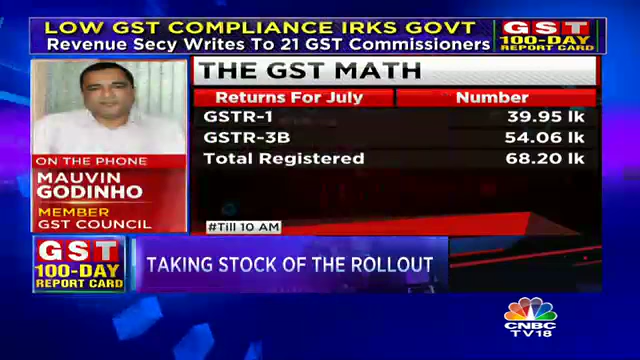 LOW GST COMPLIANCE IRKS GOVT
Revenue Secy Writes To 21 GST Commissioners
GST
100-DAY
REPORT CARD
THE GST MATH
Returns For July Number
GSTR-1 39.95 lk
GSTR-3B 54.06 lk
Total Registered 68.20 lk
ON THE PHONE
MAUVIN
GODINHO
MEMBER
GST COUNCIL
#Till 10 AM
GST
100-DAY
REPORT CARD
TAKING STOCK OF THE ROLLOUT
CNBC
TV18